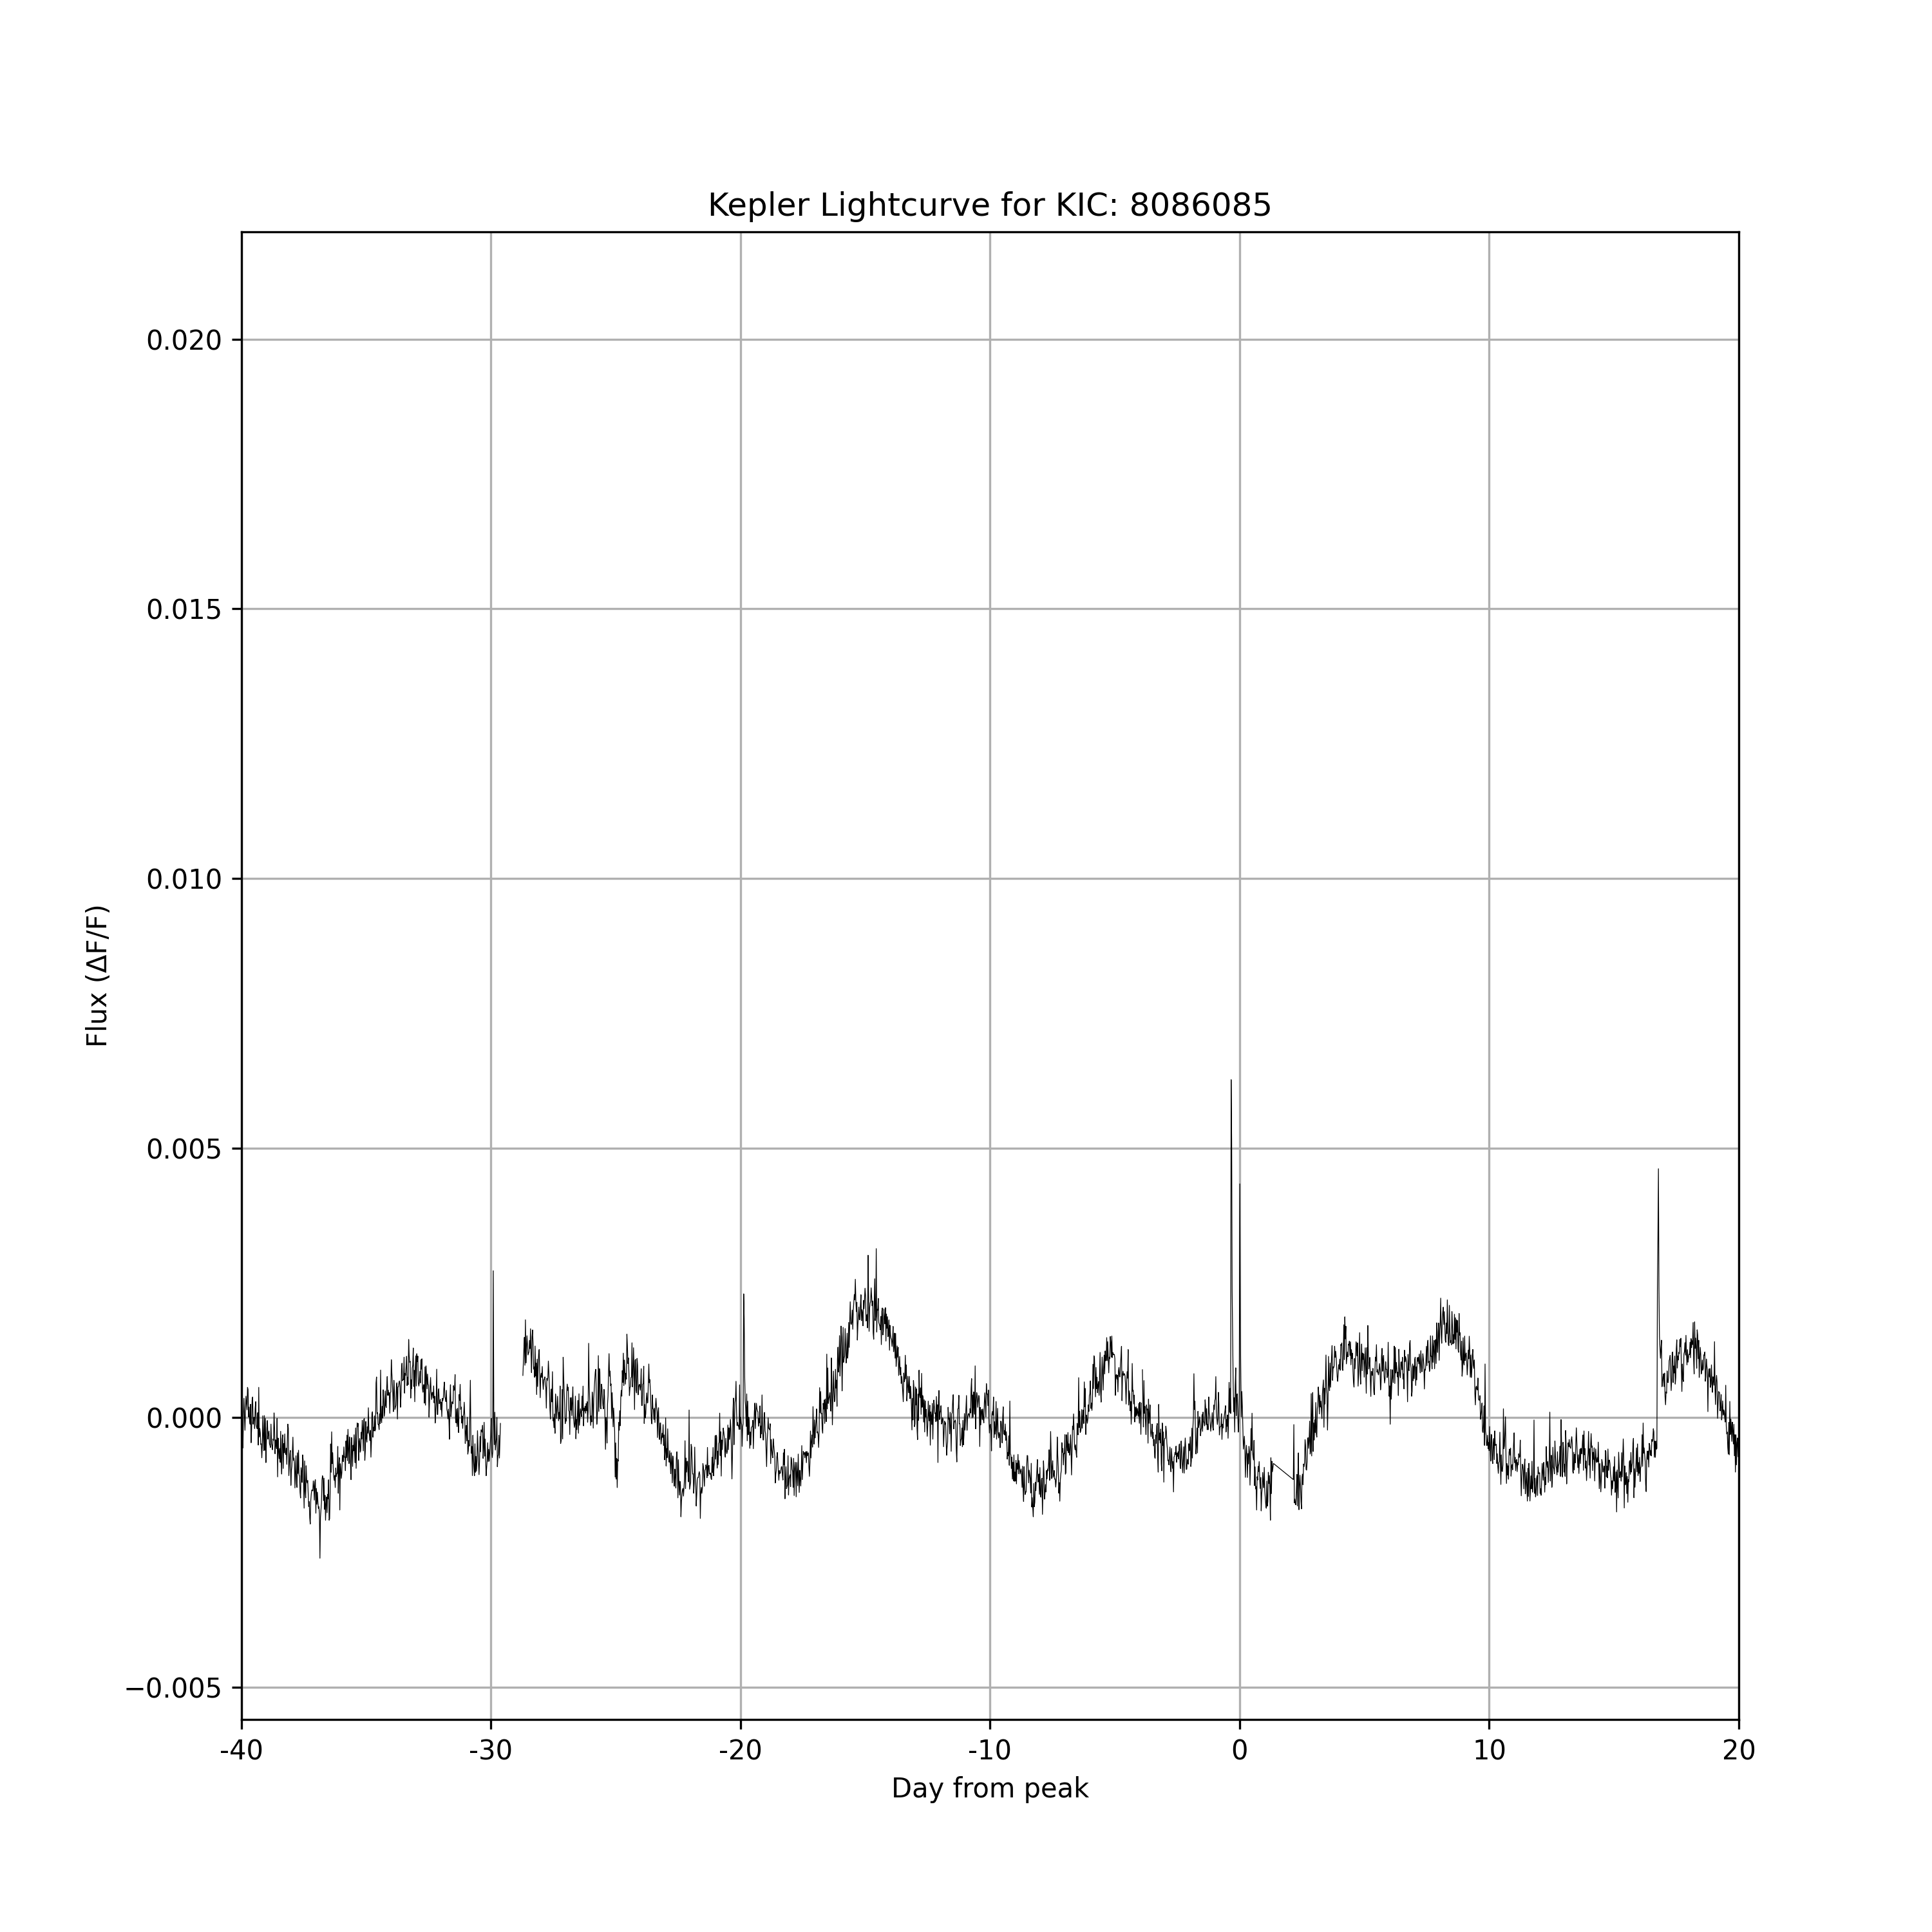 Kepler Lightcurve for KIC: 8086085
0.020
0.015
0.010
0.005
0.000
−0.005
Flux (ΔF/F)
-40 -30 -20 -10 0 10 20
Day from peak